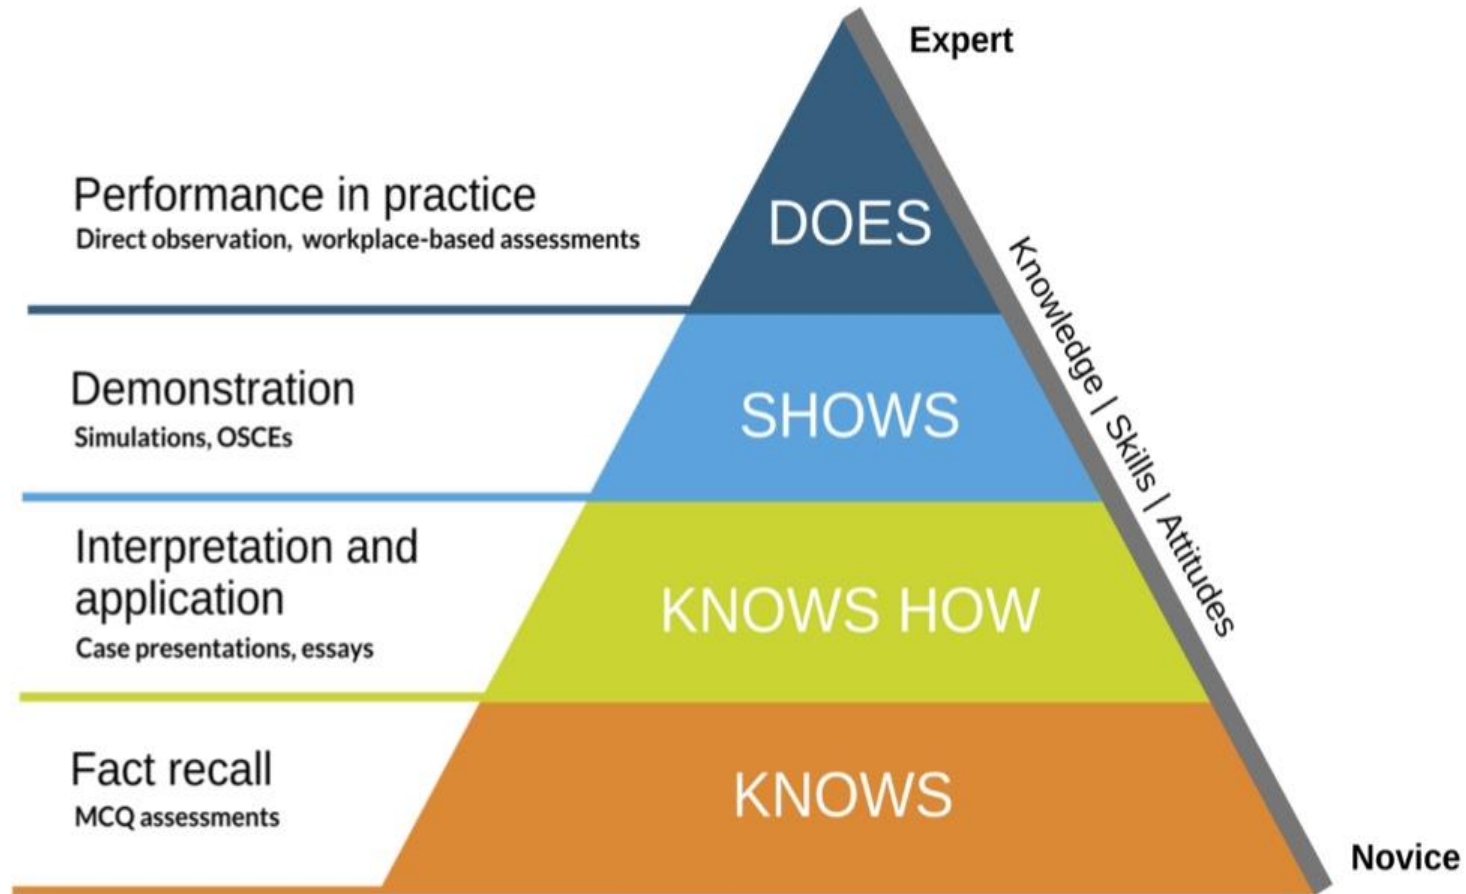 Expert
Performance in practice
Direct observation, workplace-based assessments
DOES
Knowledge | Skills | Attitudes
Demonstration
Simulations, OSCEs
SHOWS
Interpretation and
application
Case presentations, essays
KNOWS HOW
Fact recall
MCQ assessments
KNOWS
Novice